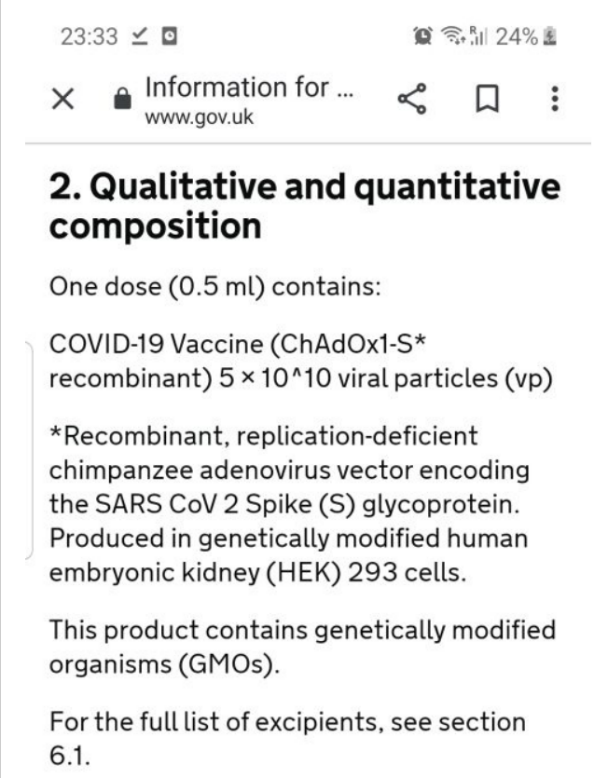 23:33
24%
Information for ...
www.gov.uk
2. Qualitative and quantitative
composition
One dose (0.5 ml) contains:
COVID-19 Vaccine (ChAdOx1-S*
recombinant) 5 × 10^10 viral particles (vp)
*Recombinant, replication-deficient
chimpanzee adenovirus vector encoding
the SARS CoV 2 Spike (S) glycoprotein.
Produced in genetically modified human
embryonic kidney (HEK) 293 cells.
This product contains genetically modified
organisms (GMOs).
For the full list of excipients, see section
6.1.